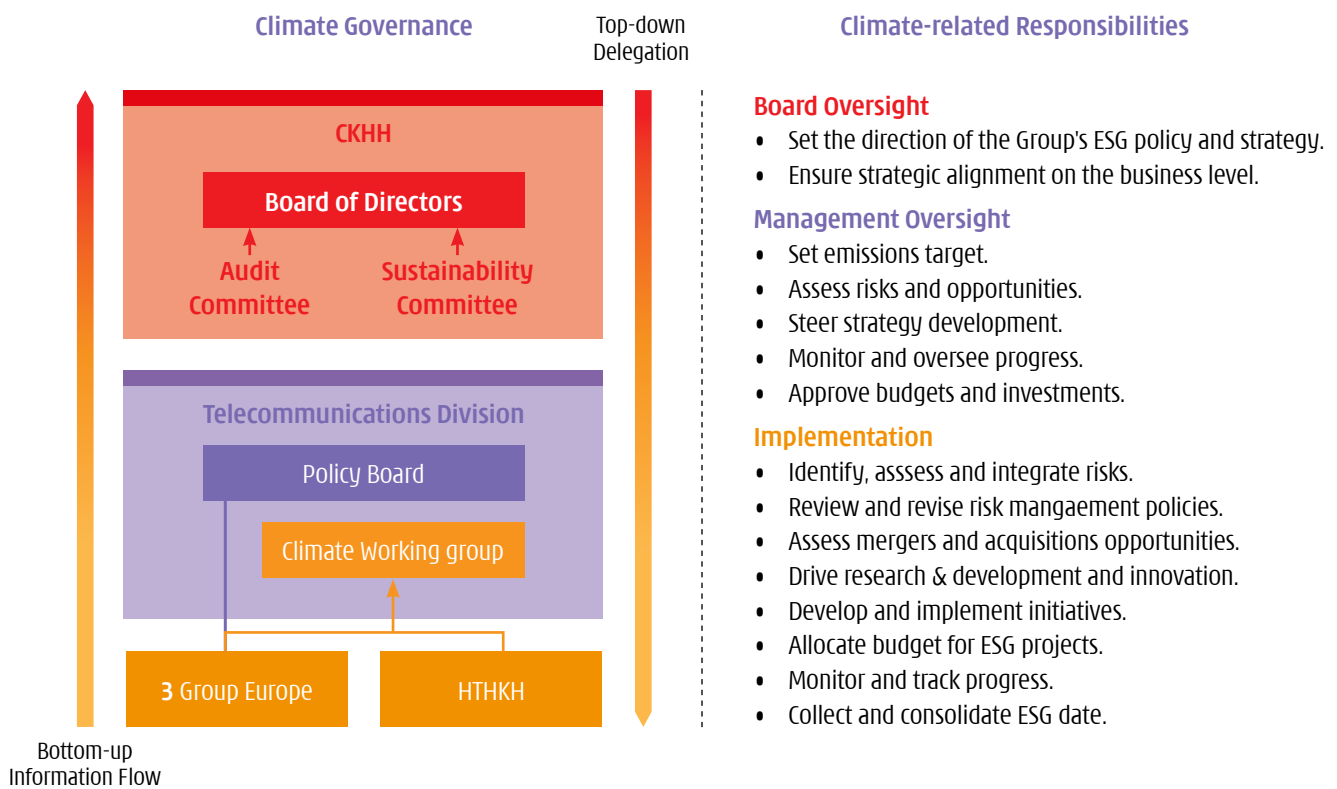 Climate Governance
Top-down
Delegation
Climate-related Responsibilities
CKHH
Board of Directors
Audit
Committee
Sustainability
Committee
Telecommunications Division
Policy Board
Climate Working group
3 Group Europe
HTHKH
Bottom-up
Information Flow
Board Oversight
• Set the direction of the Group's ESG policy and strategy.
• Ensure strategic alignment on the business level.
Management Oversight
• Set emissions target.
• Assess risks and opportunities.
• Steer strategy development.
• Monitor and oversee progress.
• Approve budgets and investments.
Implementation
• Identify, asssess and integrate risks.
• Review and revise risk mangaement policies.
• Assess mergers and acquisitions opportunities.
• Drive research & development and innovation.
• Develop and implement initiatives.
• Allocate budget for ESG projects.
• Monitor and track progress.
• Collect and consolidate ESG date.